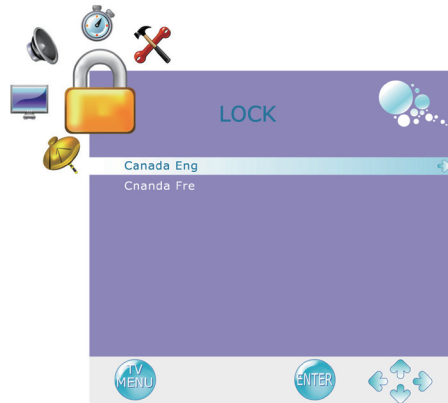 LOCK
Canada Eng
Cnanda Fre
TV
MENU
ENTER